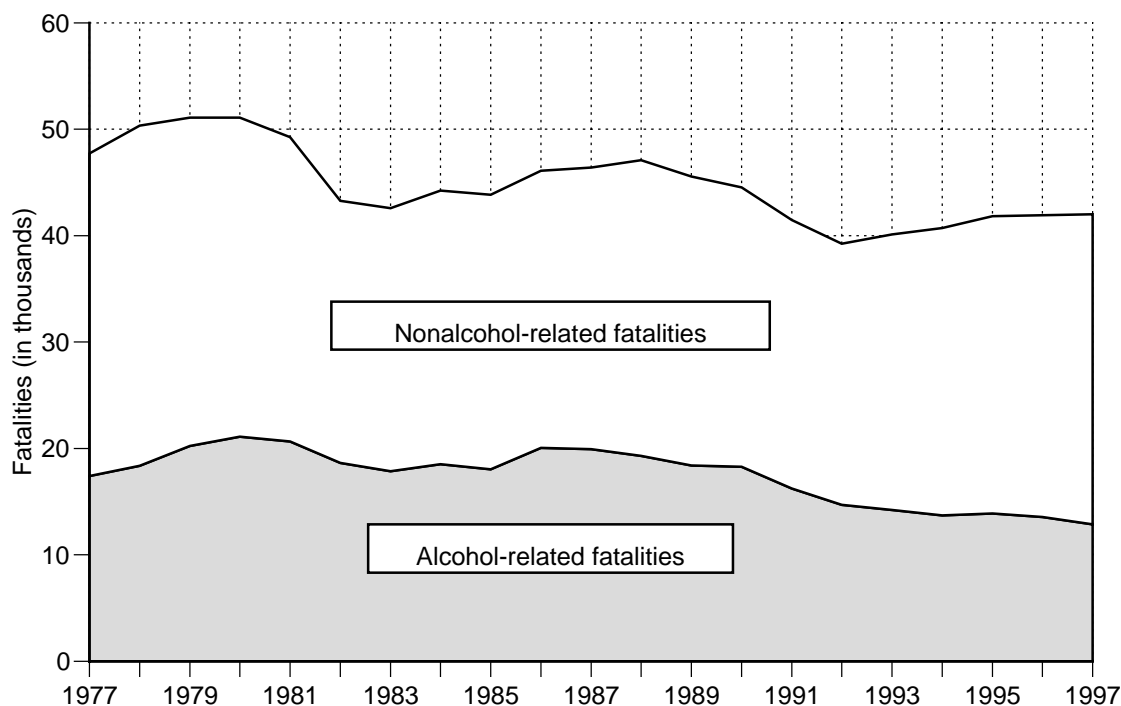 60
50
40
30
20
10
0
Fatalities (in thousands)
Nonalcohol-related fatalities
Alcohol-related fatalities
1977 1979 1981 1983 1985 1987 1989 1991 1993 1995 1997